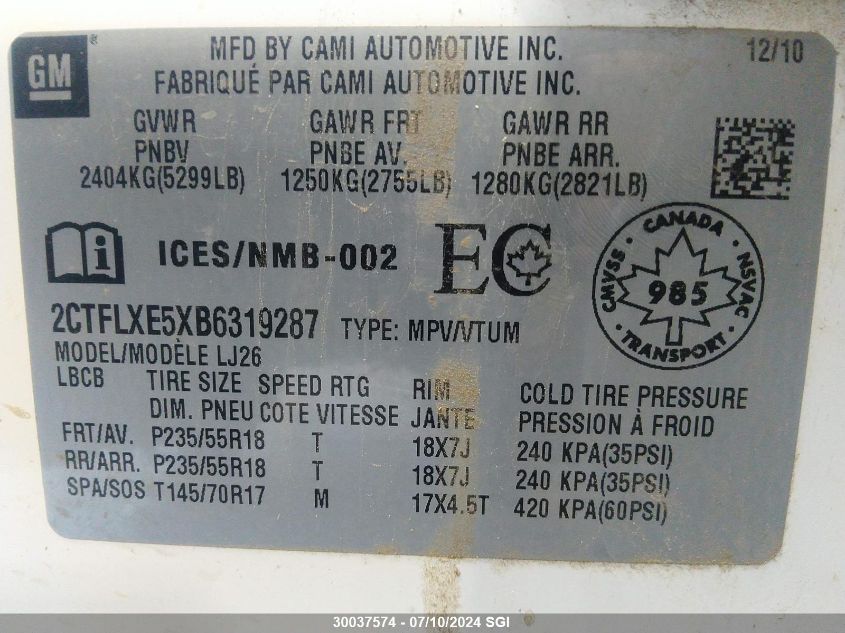 GM
MFD BY CAMI AUTOMOTIVE INC. 12/10
FABRIQUÉ PAR CAMI AUTOMOTIVE INC.
GVWR GAWR FRT GAWR RR
PNBV PNBE AV. PNBE ARR.
2404KG(5299LB) 1250KG(2755LB) 1280KG(2821LB)
i ICES/NMB-002 EC
CANADA
CMVSS 985 NSVAC
TRANSPORT
2CTFLXE5XB6319287 TYPE: MPV/VTUM
MODEL/MODÈLE LJ26
LBCB TIRE SIZE SPEED RTG RIM COLD TIRE PRESSURE
DIM. PNEU COTE VITESSE JANTE PRESSION À FROID
FRT/AV. P235/55R18 T 18X7J 240 KPA(35PSI)
RR/ARR. P235/55R18 T 18X7J 240 KPA(35PSI)
SPA/SOS T145/70R17 M 17X4.5T 420 KPA(60PSI)
30037574 - 07/10/2024 SGI